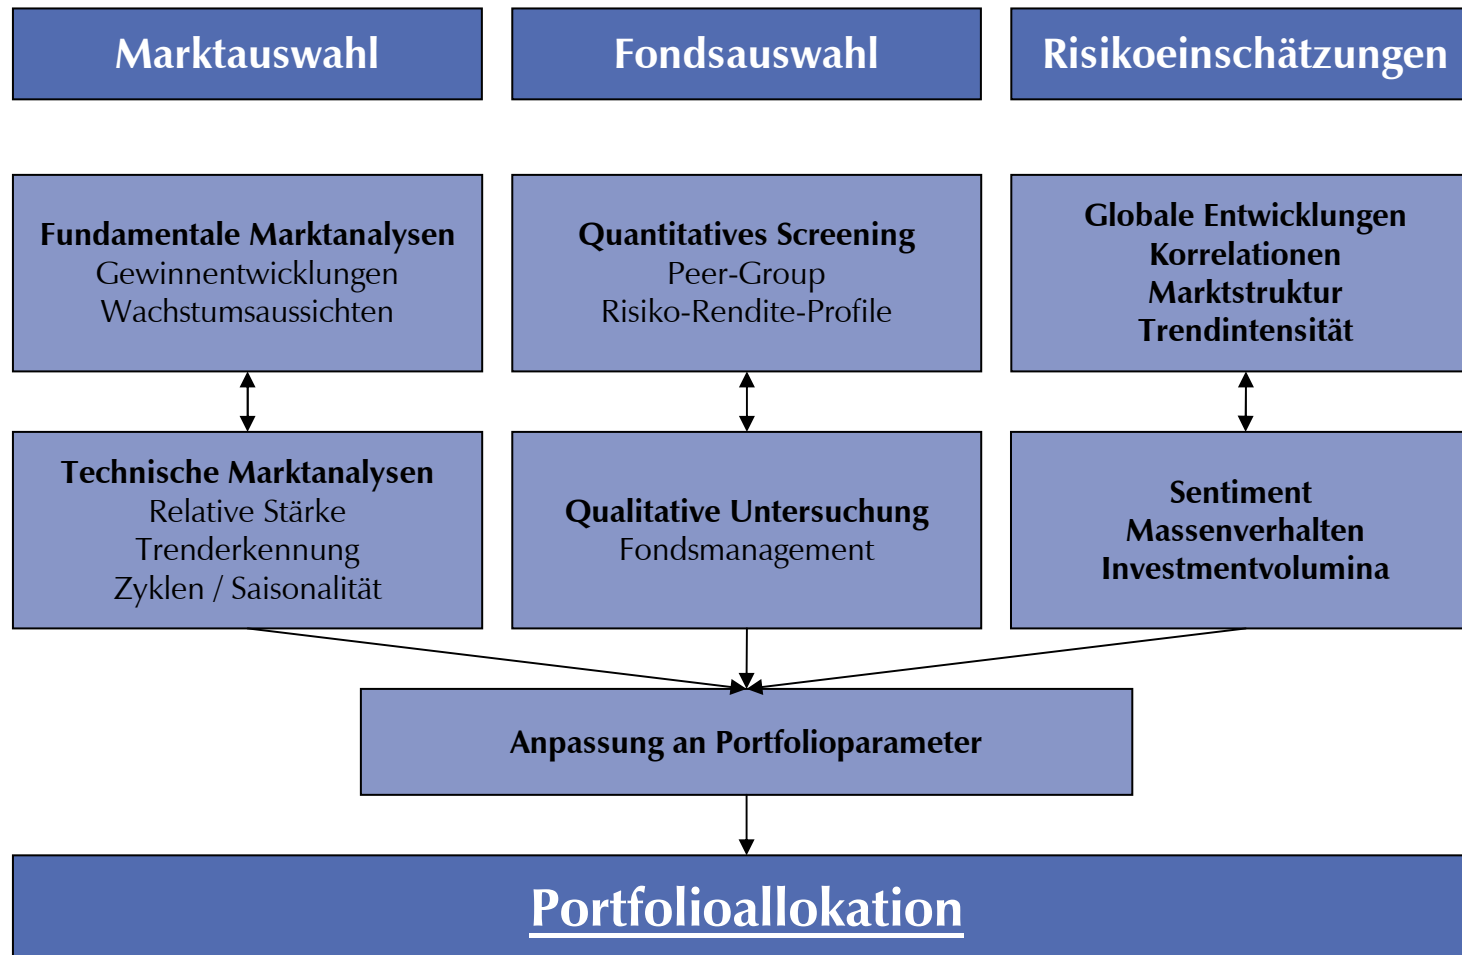 Marktauswahl
Fondsauswahl
Risikoeinschätzungen
Fundamentale Marktanalysen
Gewinnentwicklungen
Wachstumsaussichten
Quantitatives Screening
Peer-Group
Risiko-Rendite-Profile
Globale Entwicklungen
Korrelationen
Marktstruktur
Trendintensität
Technische Marktanalysen
Relative Stärke
Trenderkennung
Zyklen / Saisonalität
Qualitative Untersuchung
Fondsmanagement
Sentiment
Massenverhalten
Investmentvolumina
Anpassung an Portfolioparameter
Portfolioallokation